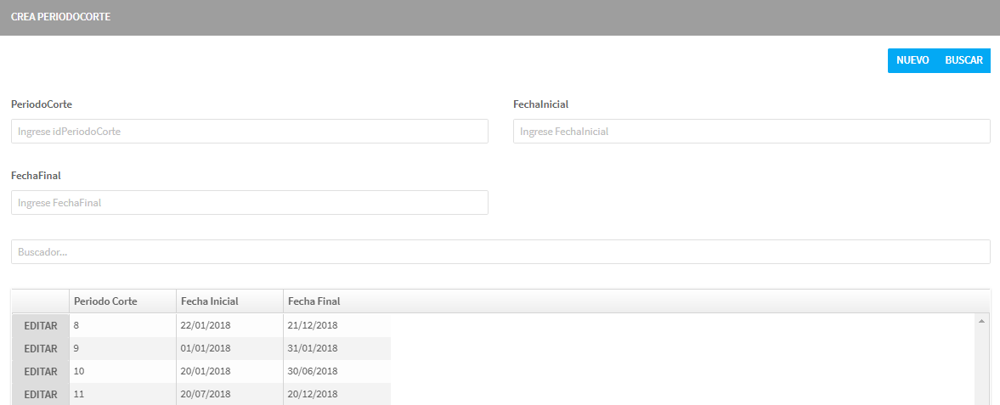 CREA PERIODOCORTE
NUEVO BUSCAR
PeriodoCorte FechaInicial
Ingrese idPeriodoCorte Ingrese FechaInicial
FechaFinal
Ingrese FechaFinal
Buscador...
Periodo Corte Fecha Inicial Fecha Final
EDITAR 8 22/01/2018 21/12/2018
EDITAR 9 01/01/2018 31/01/2018
EDITAR 10 20/01/2018 30/06/2018
EDITAR 11 20/07/2018 20/12/2018